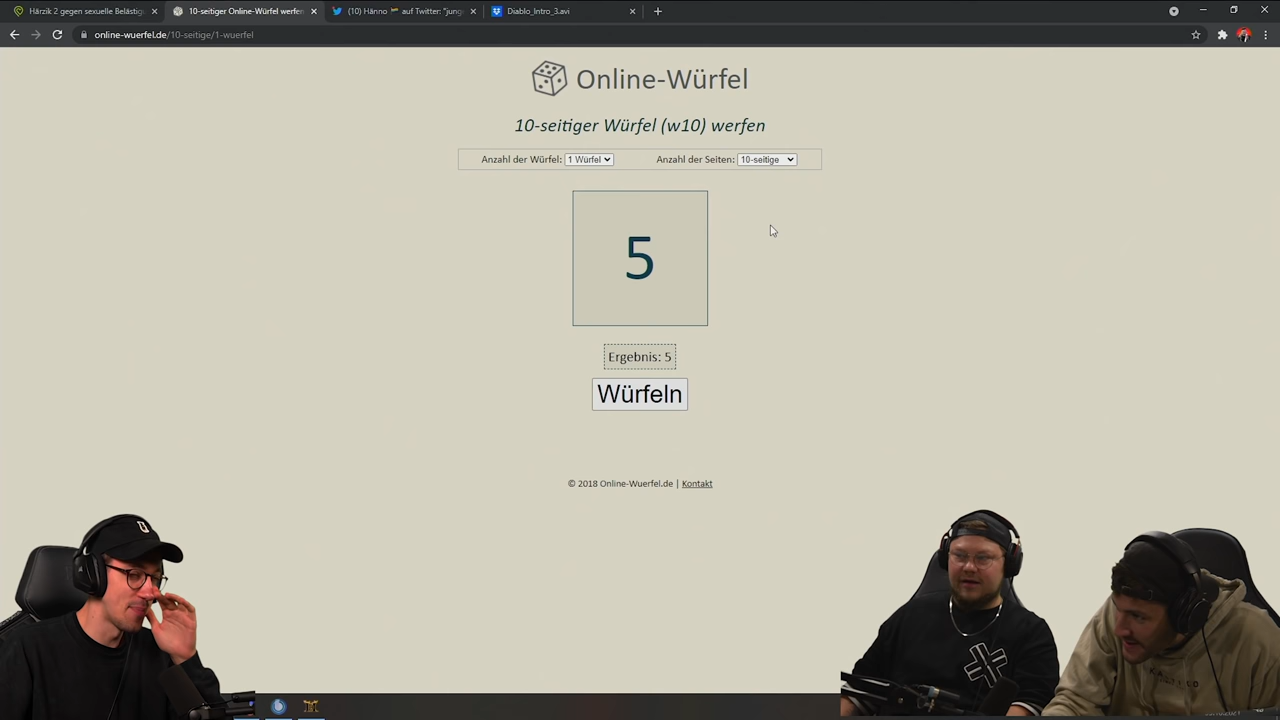 Härzik 2 gegen sexuelle Belästig
10-seitiger Online-Würfel werfen
(10) Hänno auf Twitter: "jung
Diablo_Intro_3.avi
online-wuerfel.de/10-seitige/1-wuerfel
Online-Würfel
10-seitiger Würfel (w10) werfen
Anzahl der Würfel: 1 Würfel Anzahl der Seiten: 10-seitige
5
Ergebnis: 5
Würfeln
© 2018 Online-Wuerfel.de | Kontakt